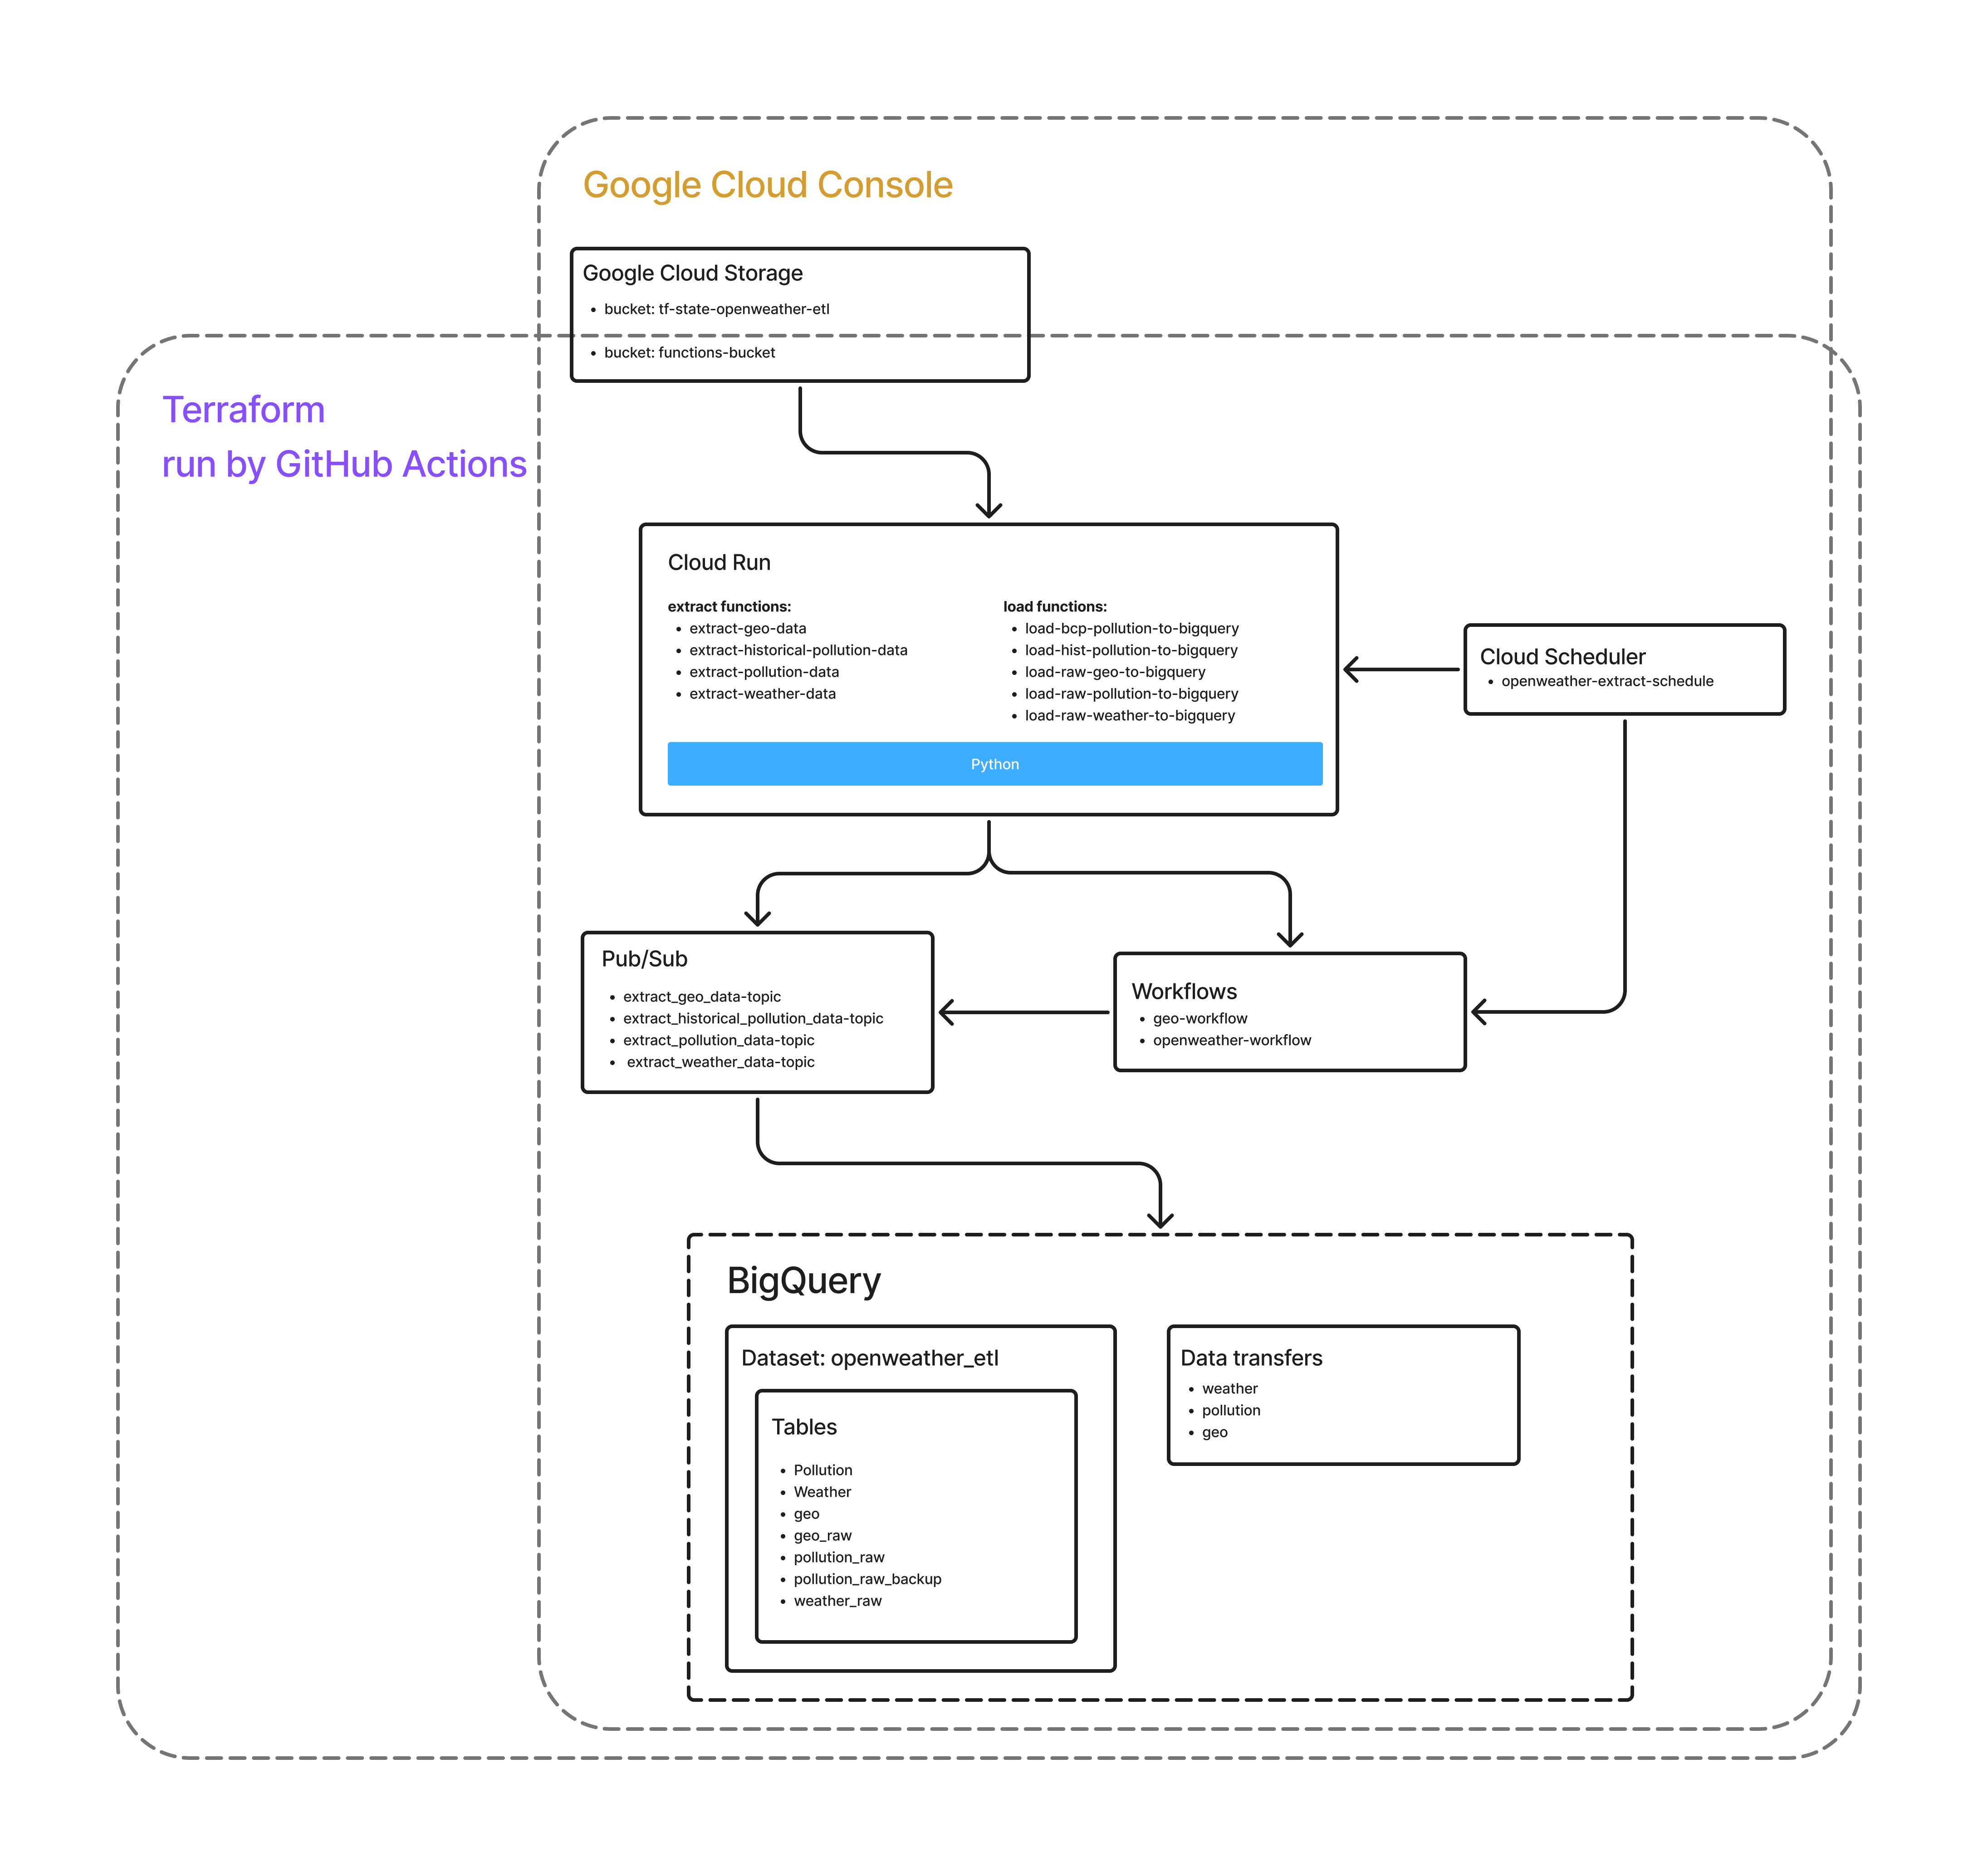 Google Cloud Console
Google Cloud Storage
• bucket: tf-state-openweather-etl
• bucket: functions-bucket
Terraform
run by GitHub Actions
Cloud Run
extract functions:
• extract-geo-data
• extract-historical-pollution-data
• extract-pollution-data
• extract-weather-data
load functions:
• load-bcp-pollution-to-bigquery
• load-hist-pollution-to-bigquery
• load-raw-geo-to-bigquery
• load-raw-pollution-to-bigquery
• load-raw-weather-to-bigquery
Python
Cloud Scheduler
• openweather-extract-schedule
Pub/Sub
• extract_geo_data-topic
• extract_historical_pollution_data-topic
• extract_pollution_data-topic
• extract_weather_data-topic
Workflows
• geo-workflow
• openweather-workflow
BigQuery
Dataset: openweather_etl
Tables
• Pollution
• Weather
• geo
• geo_raw
• pollution_raw
• pollution_raw_backup
• weather_raw
Data transfers
• weather
• pollution
• geo